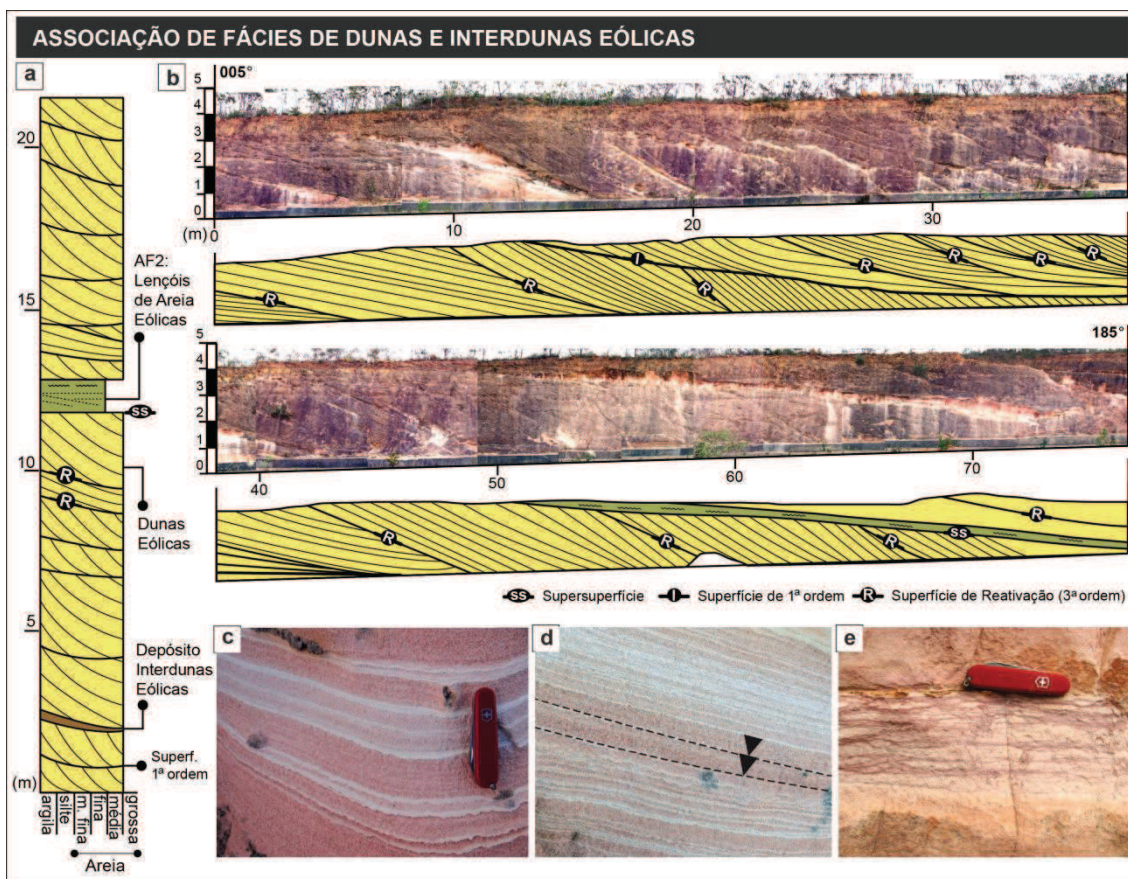 ASSOCIAÇÃO DE FÁCIES DE DUNAS E INTERDUNAS EÓLICAS
a
20
15
10
5
(m)
AF2:
Lençóis
de Areia
Eólicas
SS
R
R
Dunas
Eólicas
Depósito
Interdunas
Eólicas
Superf.
1ª ordem
argila
silte
m. fina
fina
média
grossa
Areia
b
005°
5
4
3
2
1
0
(m)
0
10
20
30
R
R
I
R
R
R
R
R
185°
5
4
3
2
1
0
40
50
60
70
R
R
R
SS
R
SS Supersuperfície
I Superfície de 1ª ordem
R Superfície de Reativação (3ª ordem)
c
d
e